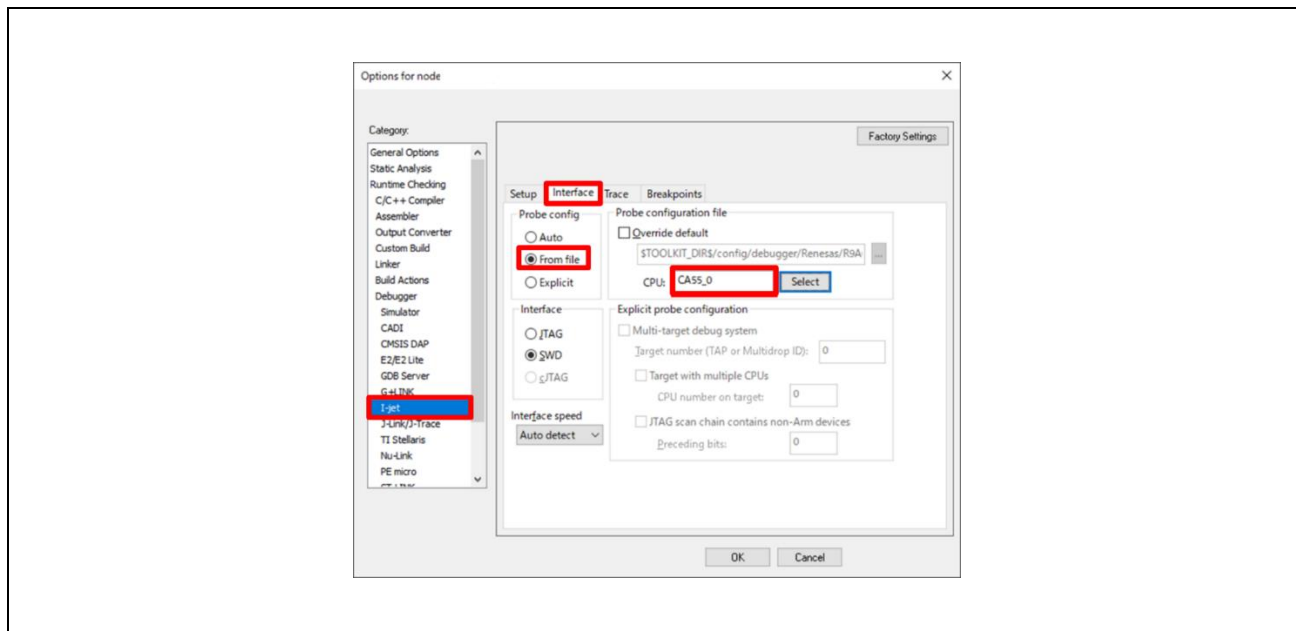 Options for node
Category:
Factory Settings
General Options
Static Analysis
Runtime Checking
C/C++ Compiler
Assembler
Output Converter
Custom Build
Linker
Build Actions
Debugger
Simulator
CADI
CMSIS DAP
E2/E2 Lite
GDB Server
G+LINK
I-jet
J-Link/J-Trace
TI Stellaris
Nu-Link
PE micro
ST-LINK
Setup Interface Trace Breakpoints
Probe config
Auto
From file
Explicit
Probe configuration file
Override default
$TOOLKIT_DIR$/config/debugger/Renesas/R9A ...
CPU: CA55_0 Select
Interface
JTAG
SWD
cJTAG
Interface speed
Auto detect
Explicit probe configuration
Multi-target debug system
Target number (TAP or Multidrop ID): 0
Target with multiple CPUs
CPU number on target: 0
JTAG scan chain contains non-Arm devices
Preceding bits: 0
OK Cancel